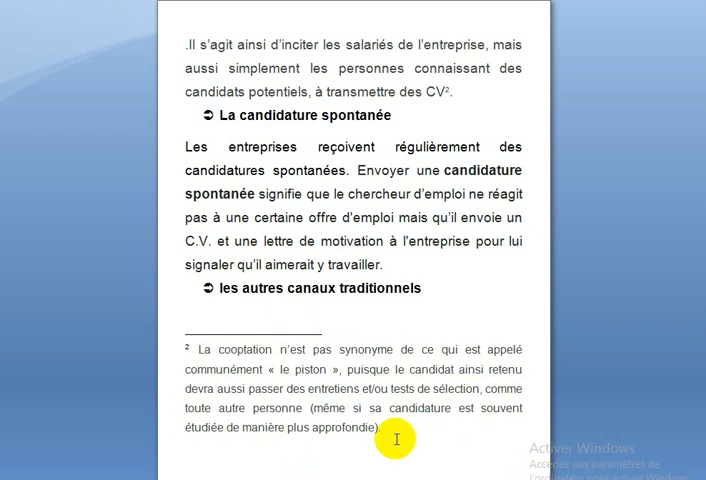 .Il s’agit ainsi d’inciter les salariés de l’entreprise, mais
aussi simplement les personnes connaissant des
candidats potentiels, à transmettre des CV².
➲ La candidature spontanée
Les entreprises reçoivent régulièrement des
candidatures spontanées. Envoyer une candidature
spontanée signifie que le chercheur d’emploi ne réagit
pas à une certaine offre d’emploi mais qu’il envoie un
C.V. et une lettre de motivation à l'entreprise pour lui
signaler qu’il aimerait y travailler.
➲ les autres canaux traditionnels
² La cooptation n’est pas synonyme de ce qui est appelé
communément « le piston », puisque le candidat ainsi retenu
devra aussi passer des entretiens et/ou tests de sélection, comme
toute autre personne (même si sa candidature est souvent
étudiée de manière plus approfondie).
Activer Windows
Accédez aux paramètres de
l'ordinateur pour activer Windows